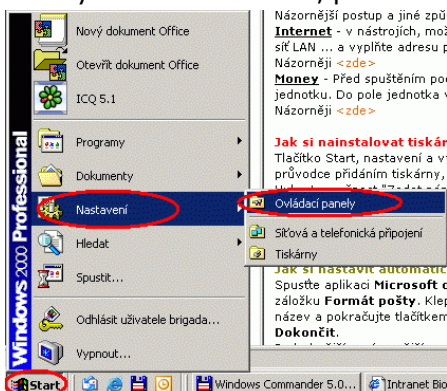 Nový dokument Office
Otevřít dokument Office
ICQ 5.1
Programy
Dokumenty
Nastavení
Hledat
Spustit...
Odhlásit uživatele brigada...
Vypnout...
Windows 2000 Professional
Ovládací panely
Síťová a telefonická připojení
Tiskárny
Názornější postup a jiné způ
Internet - v nástrojích, mož
síť LAN ... a vyplňte adresu p
Názorněji <zde>
Money - Před spuštěním po
jednotku. Do pole jednotka v
Názorněji <zde>
Jak si nainstalovat tiskár
Tlačítko Start, nastavení a v
průvodce přidáním tiskárny,
Jak si nastavit automatic
Spusťte aplikaci Microsoft o
záložku Formát pošty. Klep
název a pokračujte tlačítkem
Dokončit.
Start
Windows Commander 5.0...
Intranet Bio